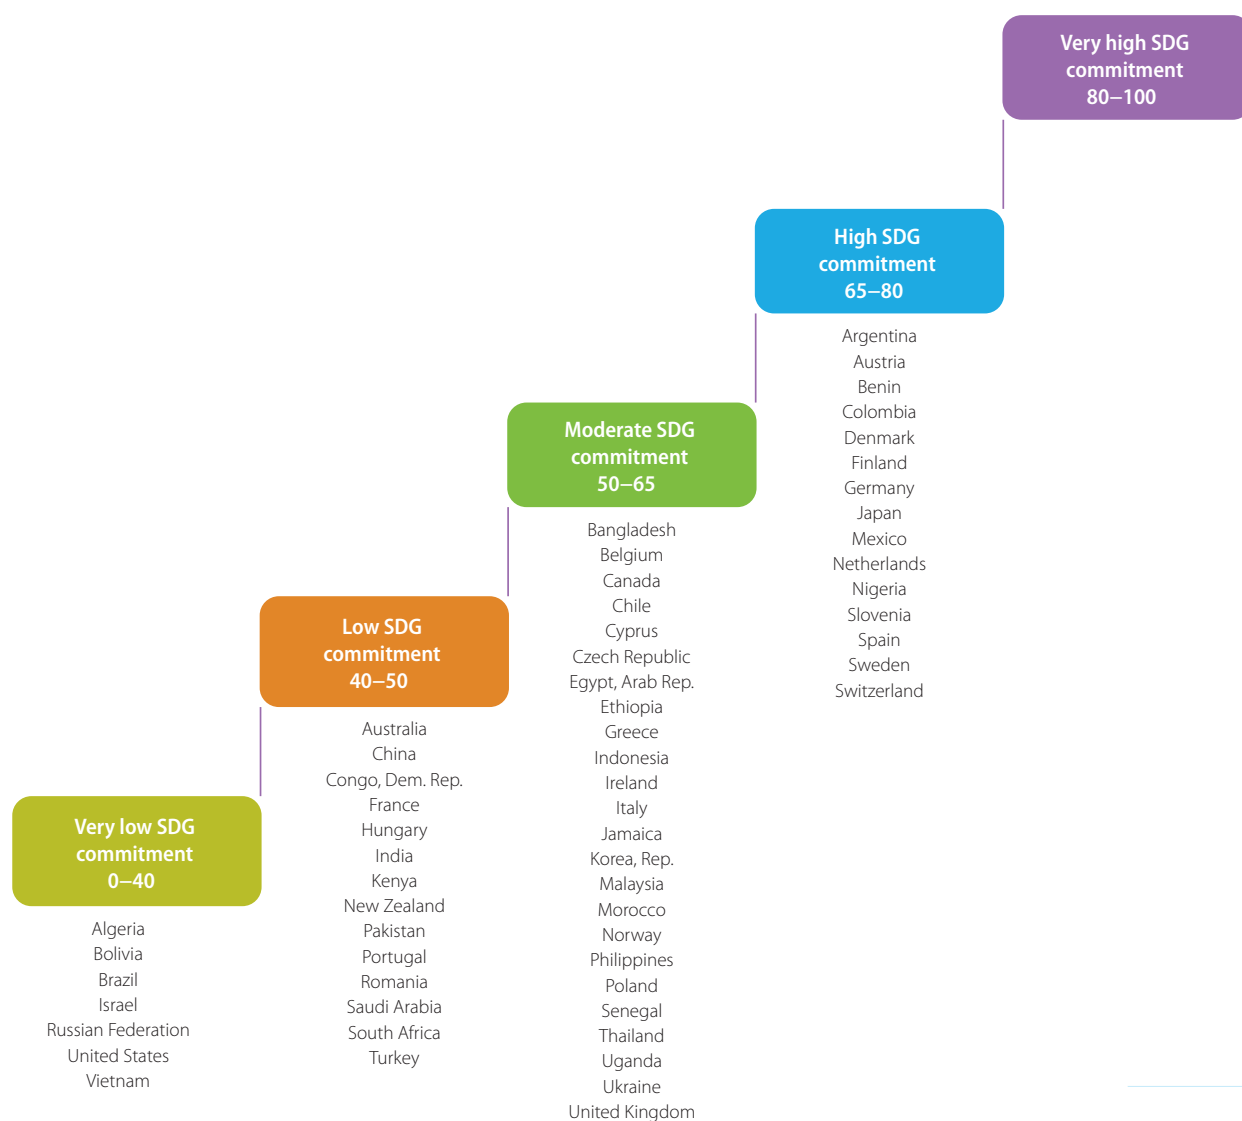 Very high SDG
commitment
80–100
High SDG
commitment
65–80
Argentina
Austria
Benin
Colombia
Denmark
Finland
Germany
Japan
Mexico
Netherlands
Nigeria
Slovenia
Spain
Sweden
Switzerland
Moderate SDG
commitment
50–65
Bangladesh
Belgium
Canada
Chile
Cyprus
Czech Republic
Egypt, Arab Rep.
Ethiopia
Greece
Indonesia
Ireland
Italy
Jamaica
Korea, Rep.
Malaysia
Morocco
Norway
Philippines
Poland
Senegal
Thailand
Uganda
Ukraine
United Kingdom
Low SDG
commitment
40–50
Australia
China
Congo, Dem. Rep.
France
Hungary
India
Kenya
New Zealand
Pakistan
Portugal
Romania
Saudi Arabia
South Africa
Turkey
Very low SDG
commitment
0–40
Algeria
Bolivia
Brazil
Israel
Russian Federation
United States
Vietnam